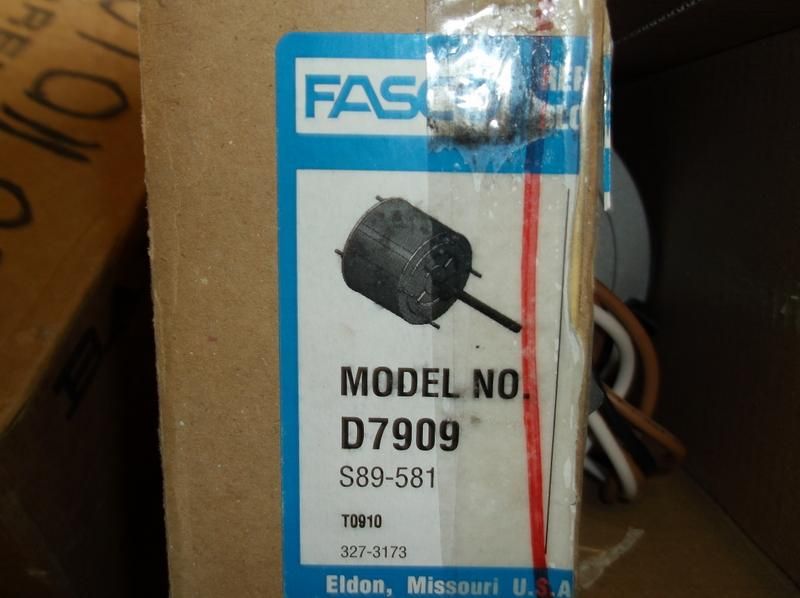 FASC
MODEL NO.
D7909
S89-581
T0910
327-3173
Eldon, Missouri U.S.A